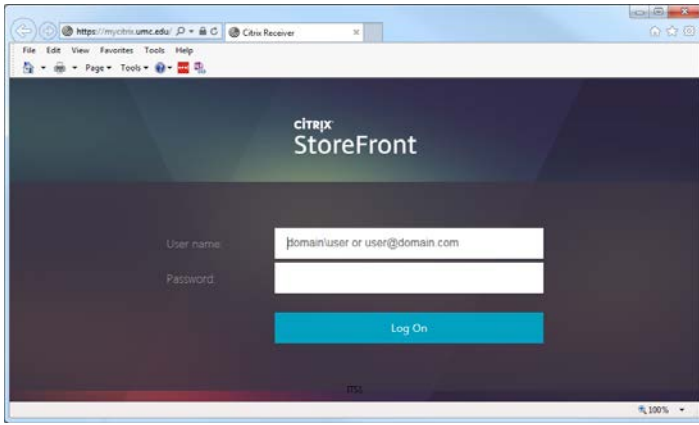 https://mycitrix.umc.edu/
Citrix Receiver
File Edit View Favorites Tools Help
Page Tools
CITRIX
StoreFront
User name:
domain\user or user@domain.com
Password:
Log On
100%